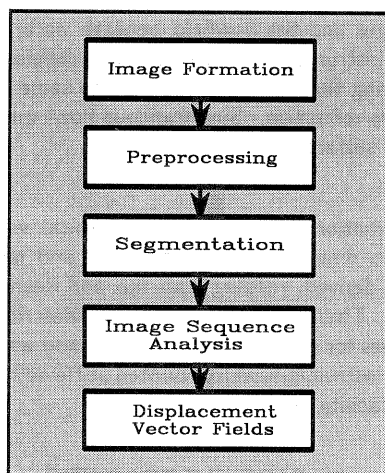 Image Formation
Preprocessing
Segmentation
Image Sequence
Analysis
Displacement
Vector Fields